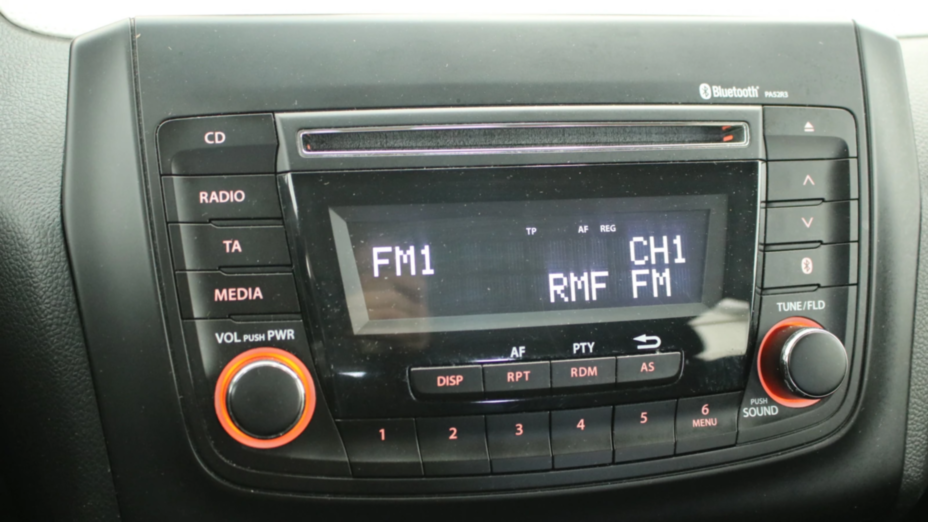 Bluetooth PA52R3
CD
RADIO
TA
MEDIA
VOL PUSH PWR
TP AF REG
FM1 CH1
RMF FM
TUNE/FLD
PUSH
SOUND
AF PTY
DISP RPT RDM AS
1 2 3 4 5 6
MENU